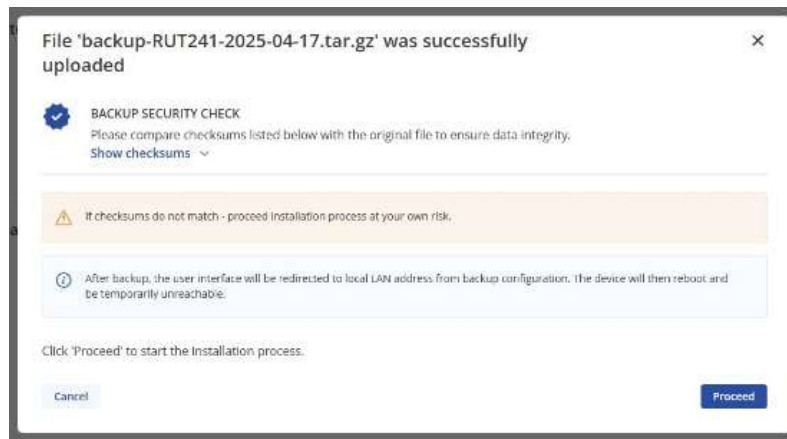 File 'backup-RUT241-2025-04-17.tar.gz' was successfully
uploaded
BACKUP SECURITY CHECK
Please compare checksums listed below with the original file to ensure data integrity.
Show checksums
If checksums do not match - proceed installation process at your own risk.
After backup, the user interface will be redirected to local LAN address from backup configuration. The device will then reboot and
be temporarily unreachable.
Click 'Proceed' to start the installation process.
Cancel
Proceed